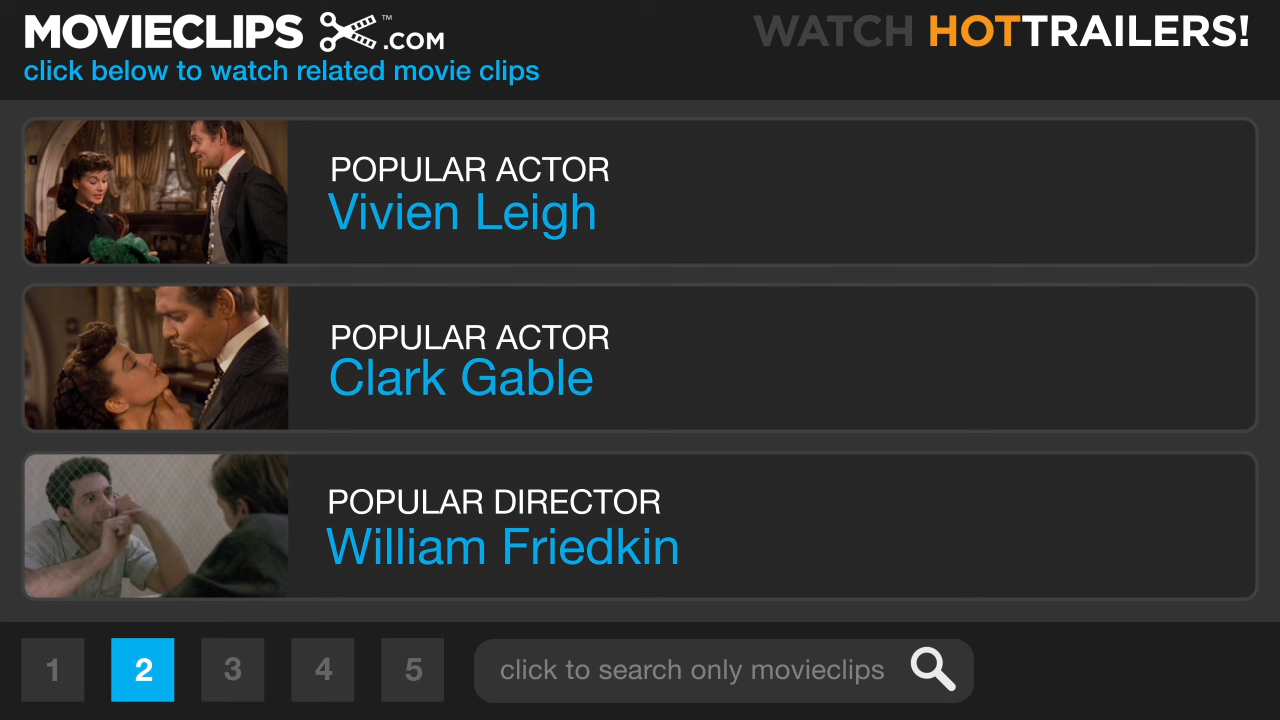 MOVIECLIPS ™ .COM
WATCH HOTTRAILERS!
click below to watch related movie clips
POPULAR ACTOR
Vivien Leigh
POPULAR ACTOR
Clark Gable
POPULAR DIRECTOR
William Friedkin
1 2 3 4 5 click to search only movieclips